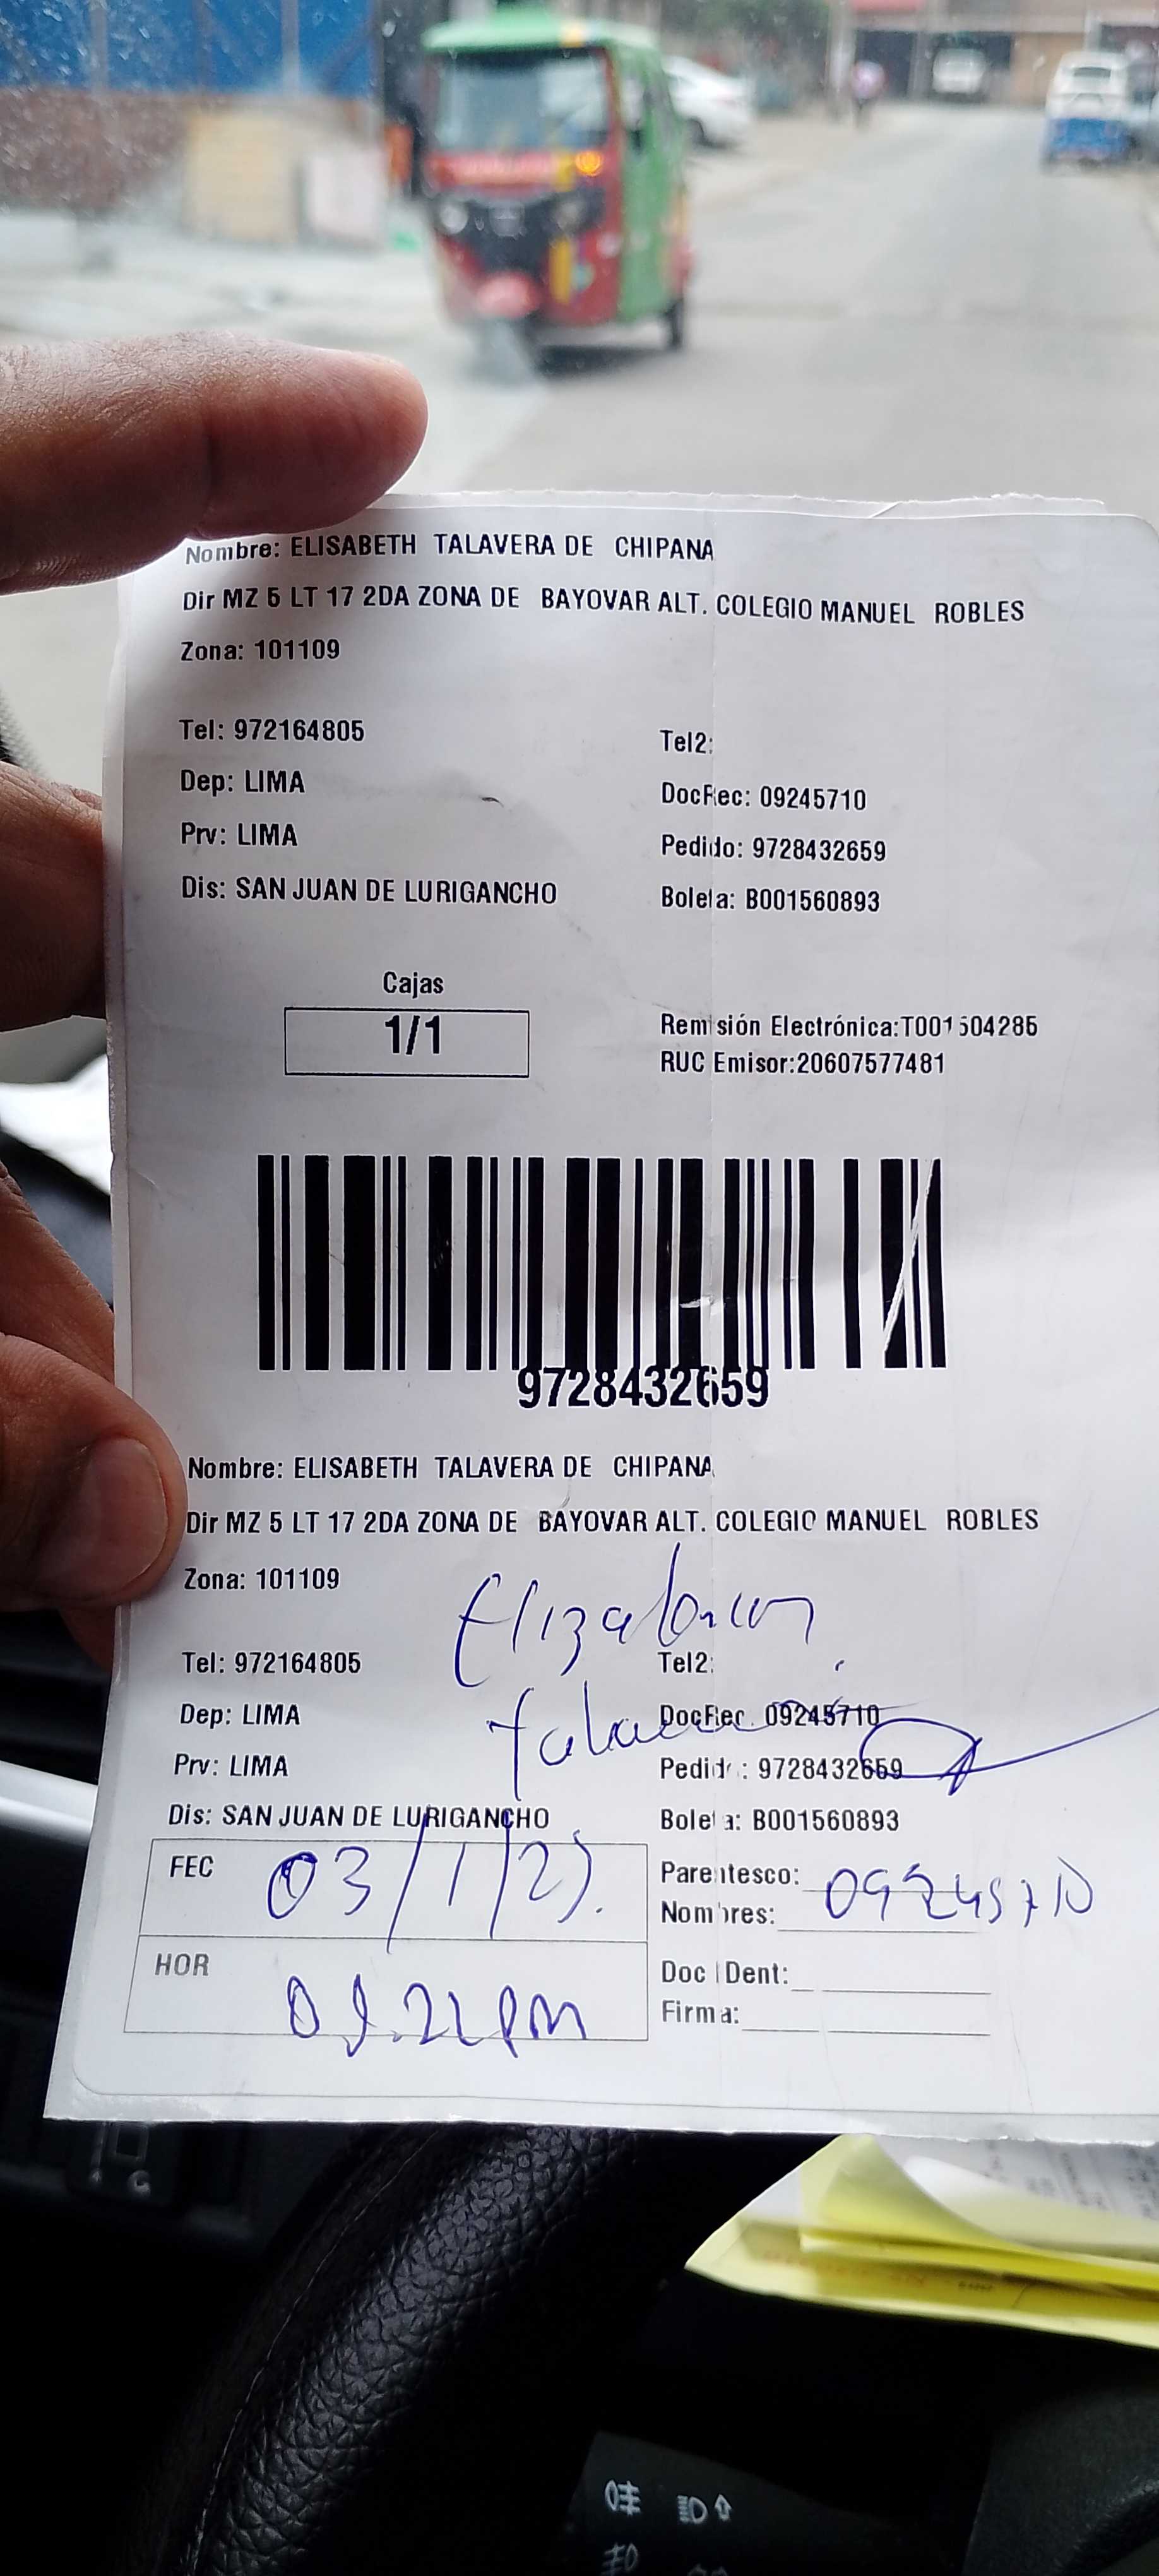 Nombre: ELISABETH TALAVERA DE CHIPANA
Dir MZ 5 LT 17 2DA ZONA DE BAYOVAR ALT. COLEGIO MANUEL ROBLES
Zona: 101109
Tel: 972164805 Tel2:
Dep: LIMA DocRec: 09245710
Prv: LIMA Pedido: 9728432659
Dis: SAN JUAN DE LURIGANCHO Boleta: B001560893
Cajas
1/1
Remisión Electrónica:T001504285
RUC Emisor:20607577481
9728432659
Nombre: ELISABETH TALAVERA DE CHIPANA
Dir MZ 5 LT 17 2DA ZONA DE BAYOVAR ALT. COLEGIO MANUEL ROBLES
Zona: 101109
Tel: 972164805 Tel2:
Dep: LIMA DocRec 09245710
Prv: LIMA Pedido: 9728432659
Dis: SAN JUAN DE LURIGANCHO Boleta: B001560893
FEC 03/1/25. Parentesco: 09245710
Nombres:
HOR Doc Dent:
Firma: